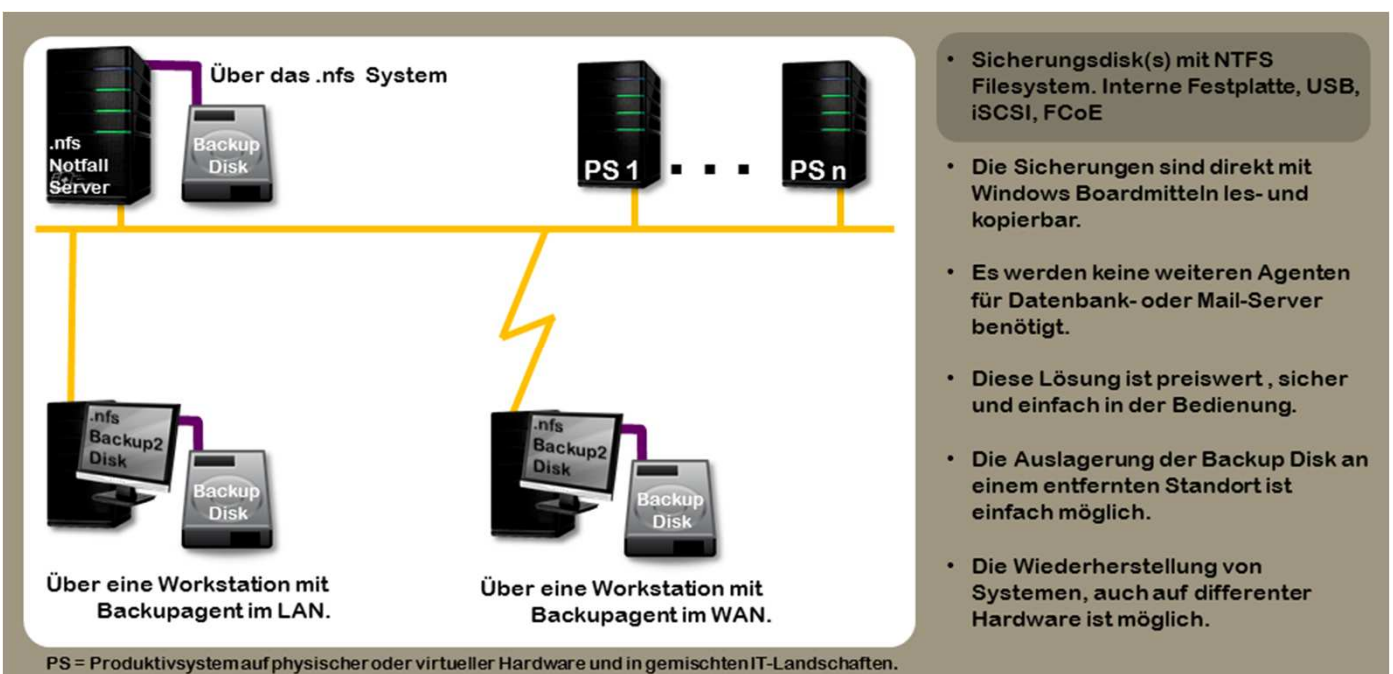 Über das .nfs System
.nfs
Notfall
Server
Backup
Disk
PS 1
. . .
PS n
.nfs
Backup2
Disk
Backup
Disk
Über eine Workstation mit
Backupagent im LAN.
.nfs
Backup2
Disk
Backup
Disk
Über eine Workstation mit
Backupagent im WAN.
• Sicherungsdisk(s) mit NTFS
Filesystem. Interne Festplatte, USB,
iSCSI, FCoE
• Die Sicherungen sind direkt mit
Windows Boardmitteln les- und
kopierbar.
• Es werden keine weiteren Agenten
für Datenbank- oder Mail-Server
benötigt.
• Diese Lösung ist preiswert , sicher
und einfach in der Bedienung.
• Die Auslagerung der Backup Disk an
einem entfernten Standort ist
einfach möglich.
• Die Wiederherstellung von
Systemen, auch auf differenter
Hardware ist möglich.
PS = Produktivsystem auf physischer oder virtueller Hardware und in gemischten IT-Landschaften.